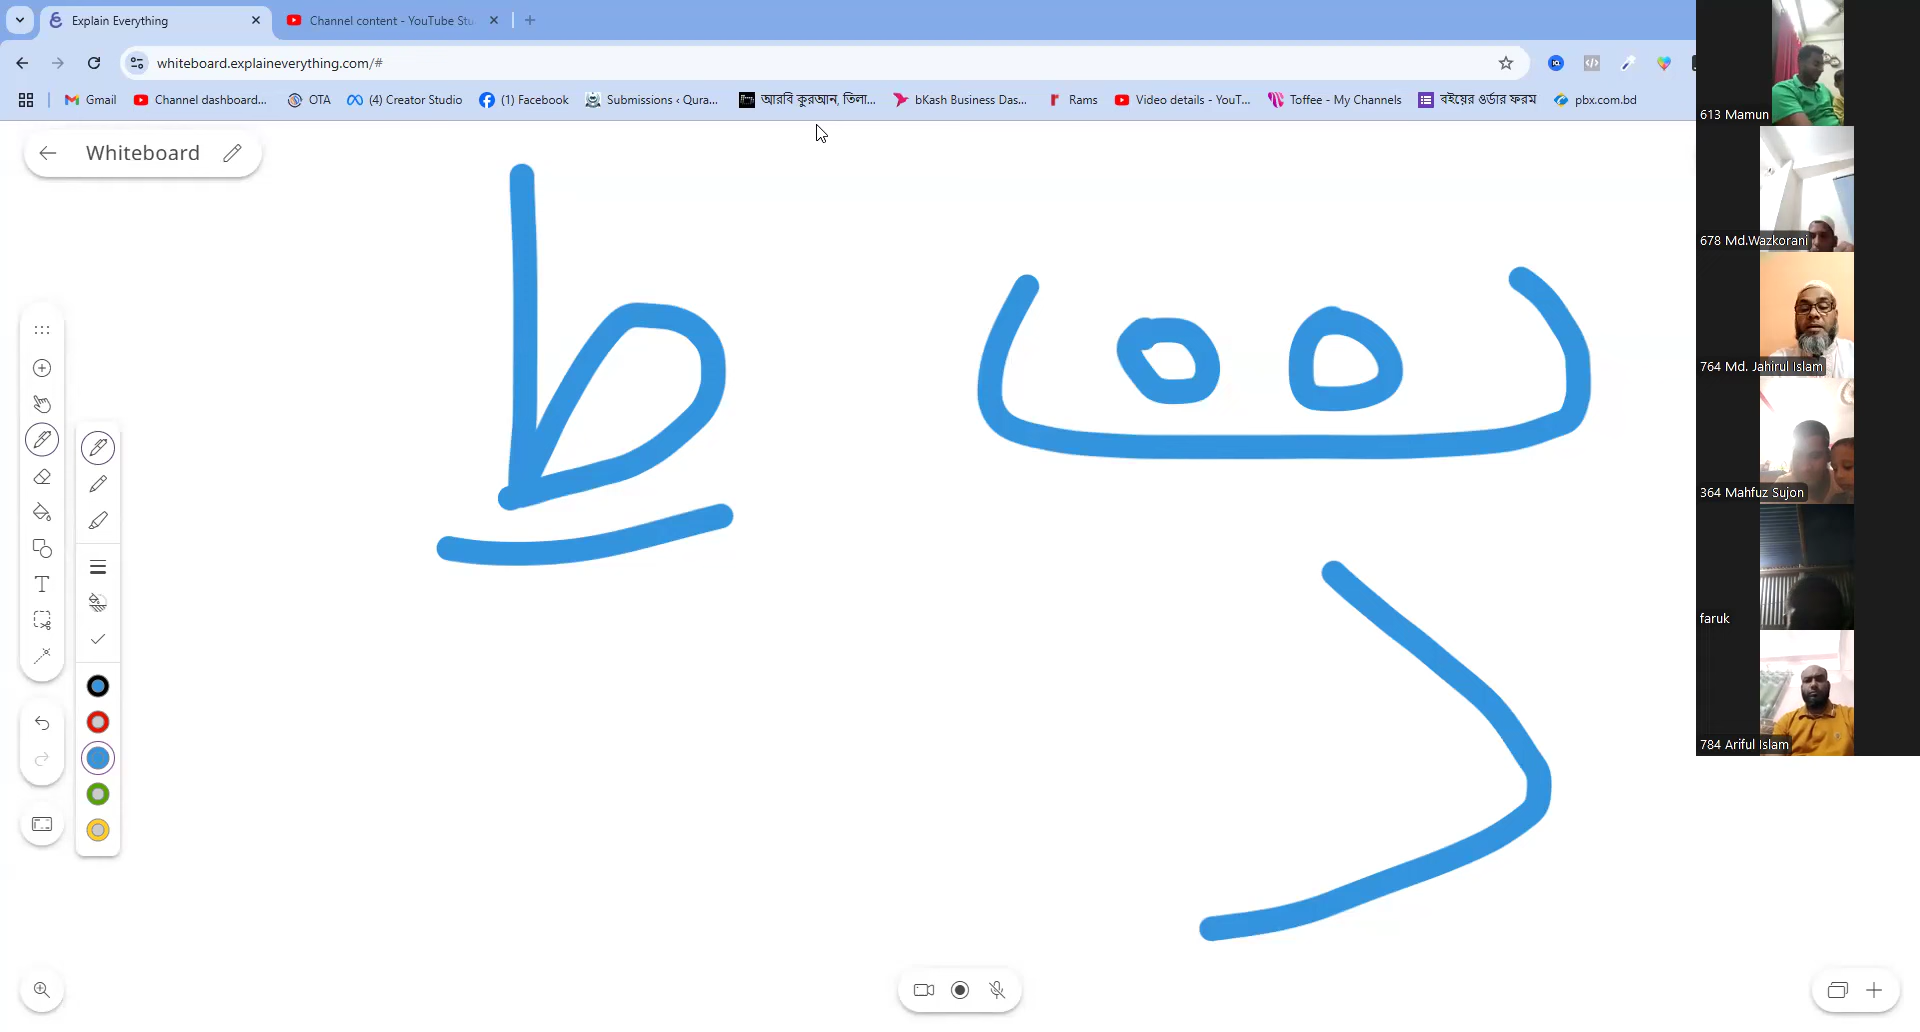 Explain Everything
Channel content - YouTube Stu
whiteboard.explaineverything.com/#
Gmail
Channel dashboard...
OTA
(4) Creator Studio
(1) Facebook
Submissions ‹ Qura...
আরবি কুরআন, তিলা...
bKash Business Das...
Rams
Video details - YouT...
Toffee - My Channels
বইয়ের ওর্ডার ফরম
pbx.com.bd
Whiteboard
ط
ت
د
613 Mamun
678 Md.Wazkorani
764 Md. Jahirul Islam
364 Mahfuz Sujon
faruk
784 Ariful Islam